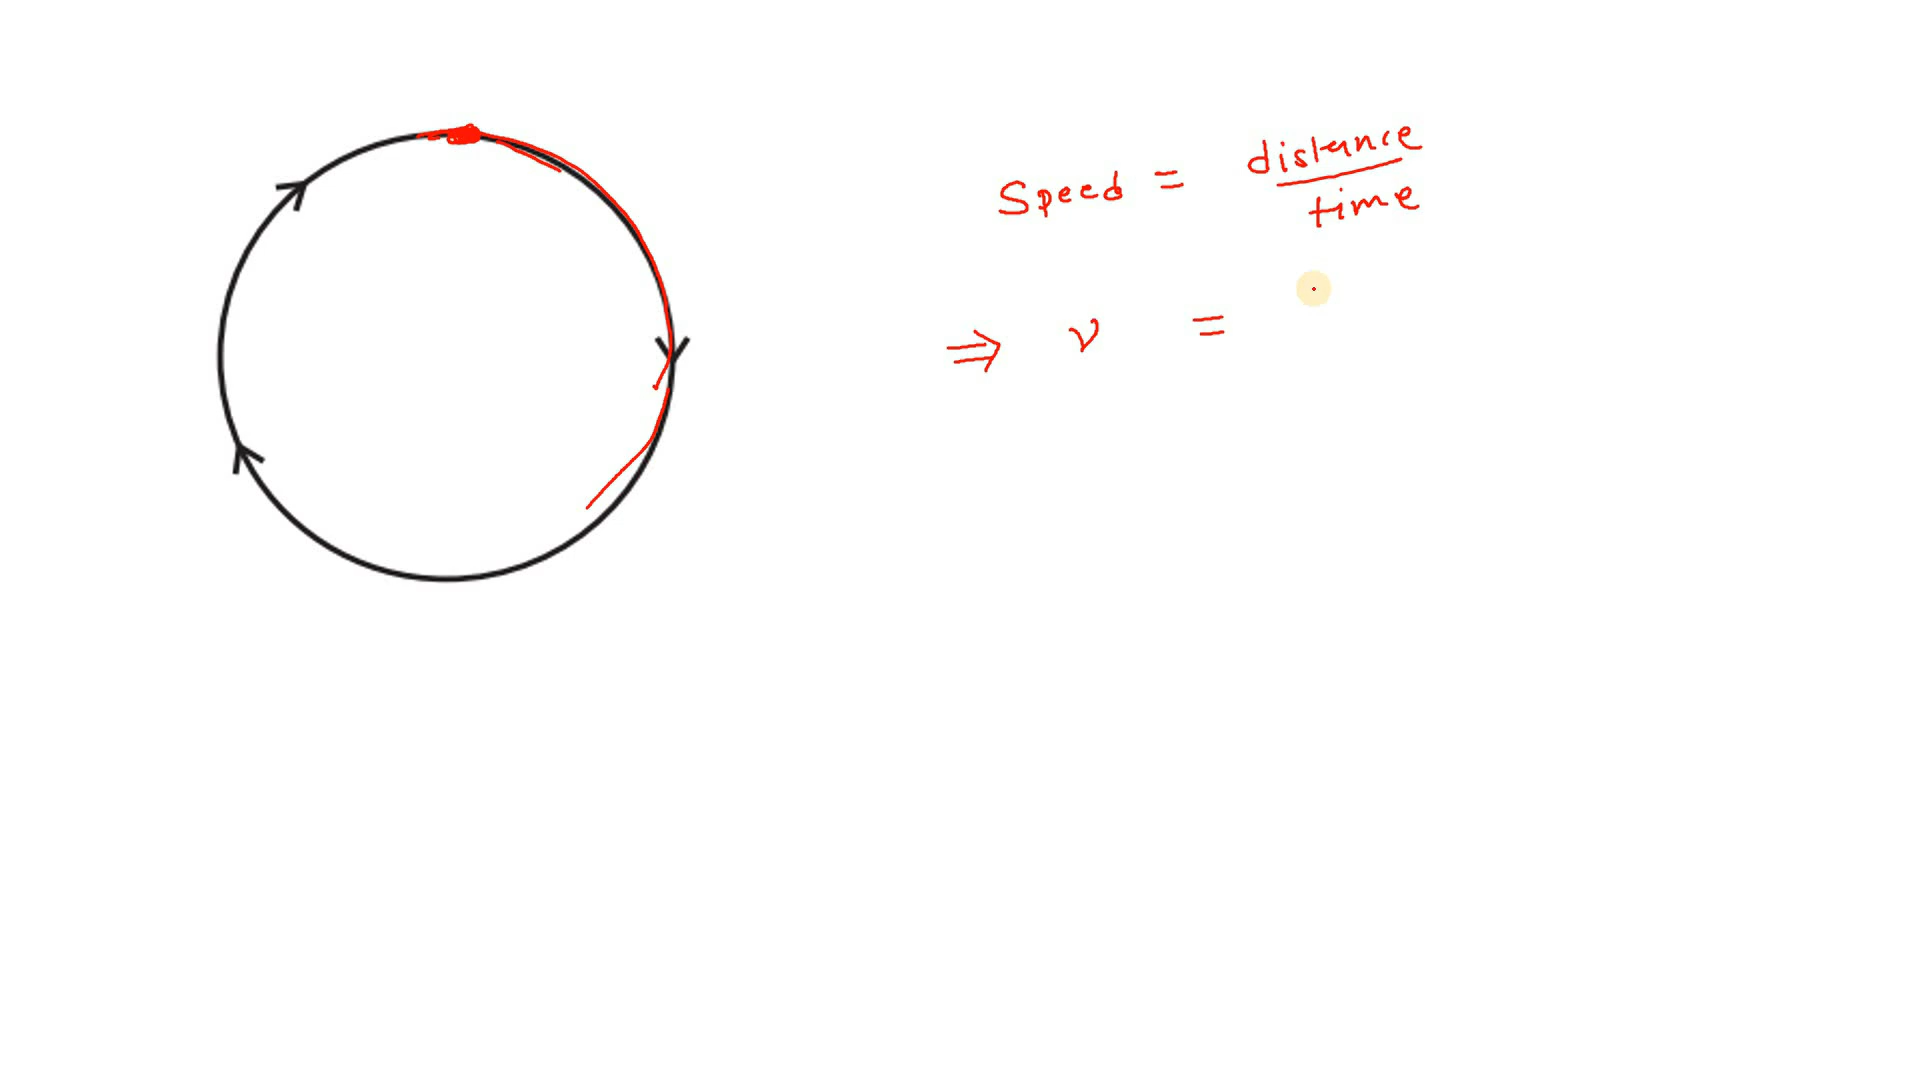 Speed = distance / time
⇒ v =